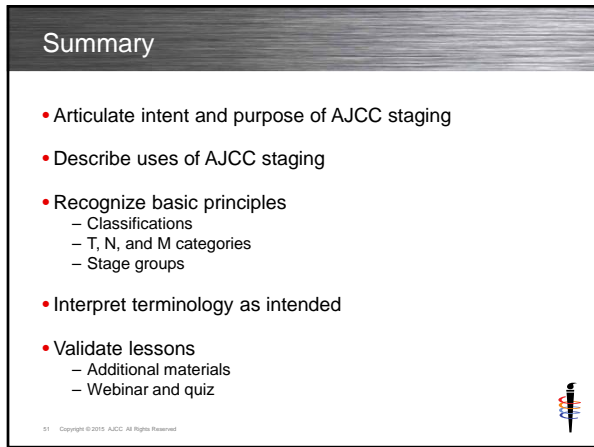 Summary
• Articulate intent and purpose of AJCC staging
• Describe uses of AJCC staging
• Recognize basic principles
– Classifications
– T, N, and M categories
– Stage groups
• Interpret terminology as intended
• Validate lessons
– Additional materials
– Webinar and quiz
51 Copyright © 2015 AJCC All Rights Reserved